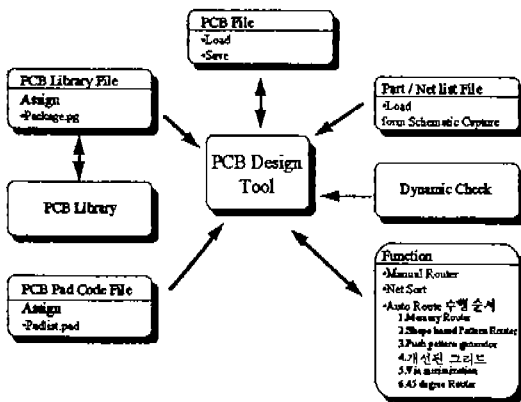 PCB File
•Load
•Save
PCB Library File
Assign
•Package.pg
Part / Net list File
•Load
form Schematic Capture
PCB Design
Tool
PCB Library
Dynamic Check
PCB Pad Code File
Assign
•Padlist.pad
Function
•Manual Router
•Net Sort
•Auto Route 수행 순서
1.Memory Router
2.Shape based Pattern Router
3.Push pattern generator
4.개선된 그리드
5.Via minimization
6.45 degree Router